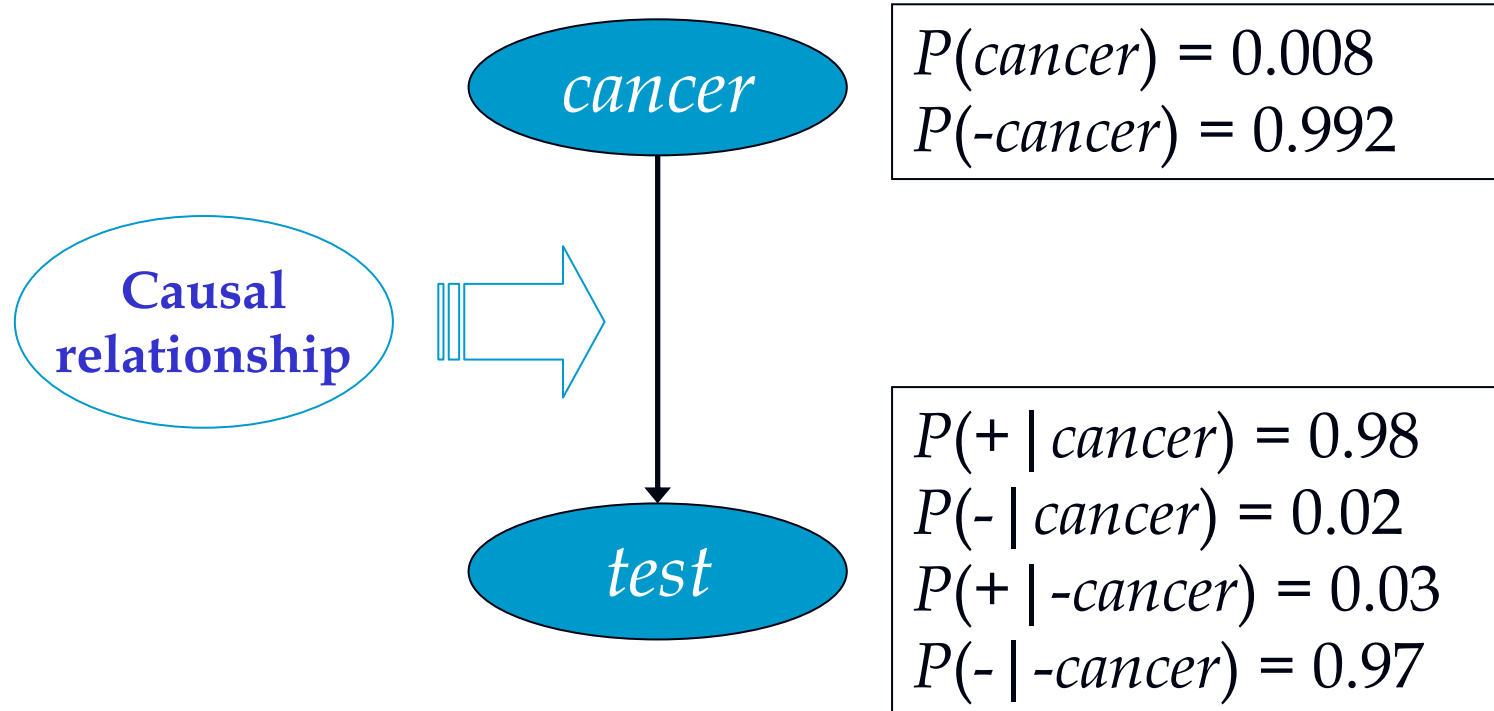 cancer
P(cancer) = 0.008
P(-cancer) = 0.992
Causal
relationship
test
P(+ | cancer) = 0.98
P(- | cancer) = 0.02
P(+ | -cancer) = 0.03
P(- | -cancer) = 0.97